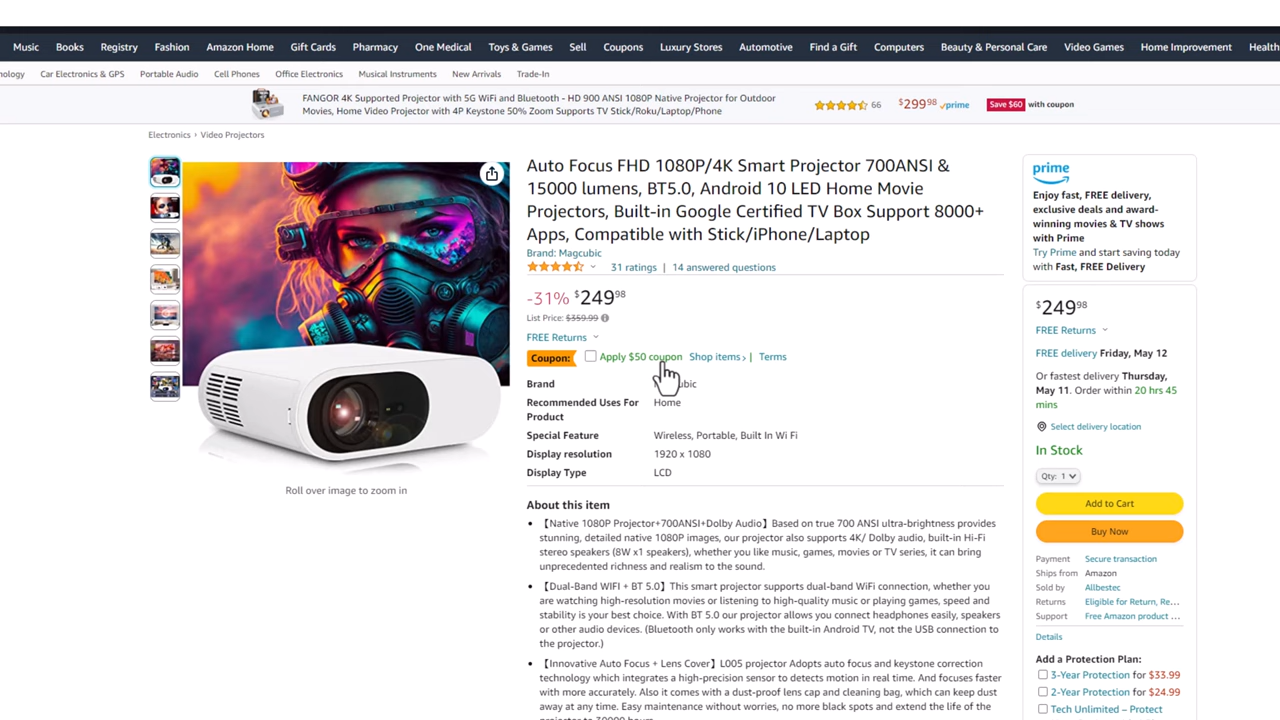 Music Books Registry Fashion Amazon Home Gift Cards Pharmacy One Medical Toys & Games Sell Coupons Luxury Stores Automotive Find a Gift Computers Beauty & Personal Care Video Games Home Improvement Health
nology Car Electronics & GPS Portable Audio Cell Phones Office Electronics Musical Instruments New Arrivals Trade-In
FANGOR 4K Supported Projector with 5G WiFi and Bluetooth - HD 900 ANSI 1080P Native Projector for Outdoor
Movies, Home Video Projector with 4P Keystone 50% Zoom Supports TV Stick/Roku/Laptop/Phone
66 $29998 prime Save $60 with coupon
Electronics › Video Projectors
Auto Focus FHD 1080P/4K Smart Projector 700ANSI &
15000 lumens, BT5.0, Android 10 LED Home Movie
Projectors, Built-in Google Certified TV Box Support 8000+
Apps, Compatible with Stick/iPhone/Laptop
Brand: Magcubic
31 ratings | 14 answered questions
-31% $24998
List Price: $359.99
FREE Returns
Coupon: Apply $50 coupon Shop items › | Terms
Brand
Recommended Uses For Product Home
Special Feature Wireless, Portable, Built In Wi Fi
Display resolution 1920 x 1080
Display Type LCD
Roll over image to zoom in
About this item
• 【Native 1080P Projector+700ANSI+Dolby Audio】Based on true 700 ANSI ultra-brightness provides
stunning, detailed native 1080P images, our projector also supports 4K/ Dolby audio, built-in Hi-Fi
stereo speakers (8W x1 speakers), whether you like music, games, movies or TV series, it can bring
unprecedented richness and realism to the sound.
• 【Dual-Band WIFI + BT 5.0】This smart projector supports dual-band WiFi connection, whether you
are watching high-resolution movies or listening to high-quality music or playing games, speed and
stability is your best choice. With BT 5.0 our projector allows you connect headphones easily, speakers
or other audio devices. (Bluetooth only works with the built-in Android TV, not the USB connection to
the projector.)
• 【Innovative Auto Focus + Lens Cover】L005 projector Adopts auto focus and keystone correction
technology which integrates a high-precision sensor to detects motion in real time. And focuses faster
with more accurately. Also it comes with a dust-proof lens cap and cleaning bag, which can keep dust
away at any time. Easy maintenance without worries, no more black spots and extend the life of the
projector to 30000 hours.
prime
Enjoy fast, FREE delivery,
exclusive deals and award-
winning movies & TV shows
with Prime
Try Prime and start saving today
with Fast, FREE Delivery
$24998
FREE Returns
FREE delivery Friday, May 12
Or fastest delivery Thursday,
May 11. Order within 20 hrs 45
mins
Select delivery location
In Stock
Qty: 1
Add to Cart
Buy Now
Payment Secure transaction
Ships from Amazon
Sold by Allbestec
Returns Eligible for Return, Re...
Support Free Amazon product ...
Details
Add a Protection Plan:
3-Year Protection for $33.99
2-Year Protection for $24.99
Tech Unlimited – Protect